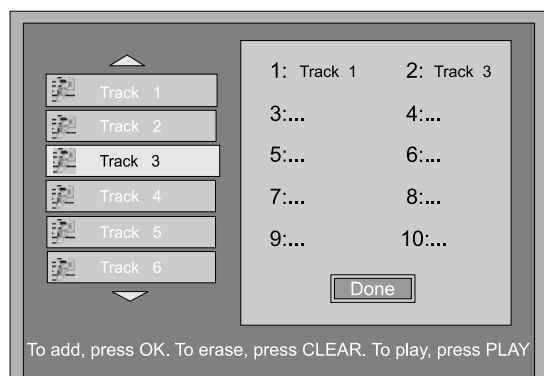 Track 1
Track 2
Track 3
Track 4
Track 5
Track 6
1: Track 1 2: Track 3
3:... 4:...
5:... 6:...
7:... 8:...
9:... 10:...
Done
To add, press OK. To erase, press CLEAR. To play, press PLAY